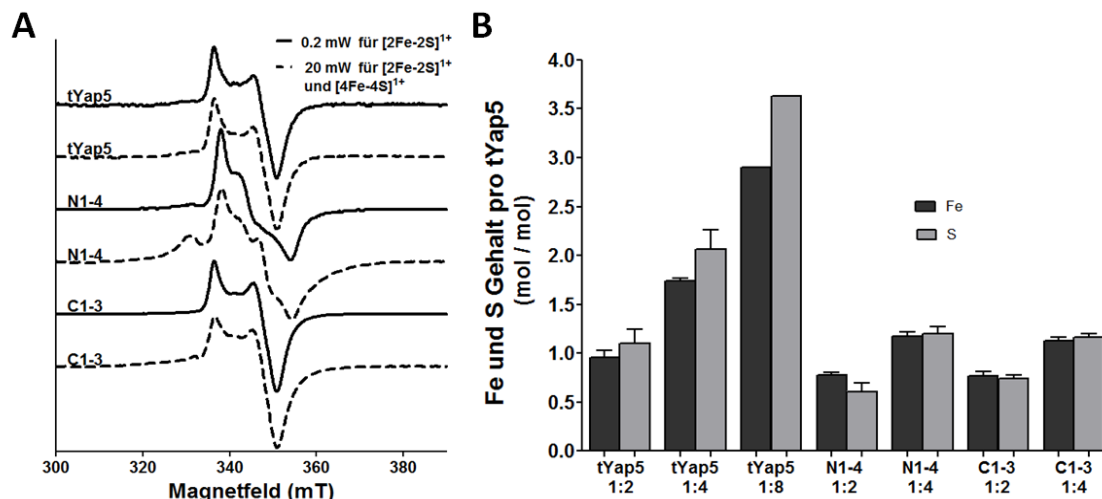 A
0.2 mW für [2Fe-2S]¹⁺
20 mW für [2Fe-2S]¹⁺
und [4Fe-4S]¹⁺
tYap5
tYap5
N1-4
N1-4
C1-3
C1-3
300 320 340 360 380
Magnetfeld (mT)
B
Fe und S Gehalt pro tYap5
(mol / mol)
4.0
3.5
3.0
2.5
2.0
1.5
1.0
0.5
0.0
Fe
S
tYap5 tYap5 tYap5 N1-4 N1-4 C1-3 C1-3
1:2 1:4 1:8 1:2 1:4 1:2 1:4